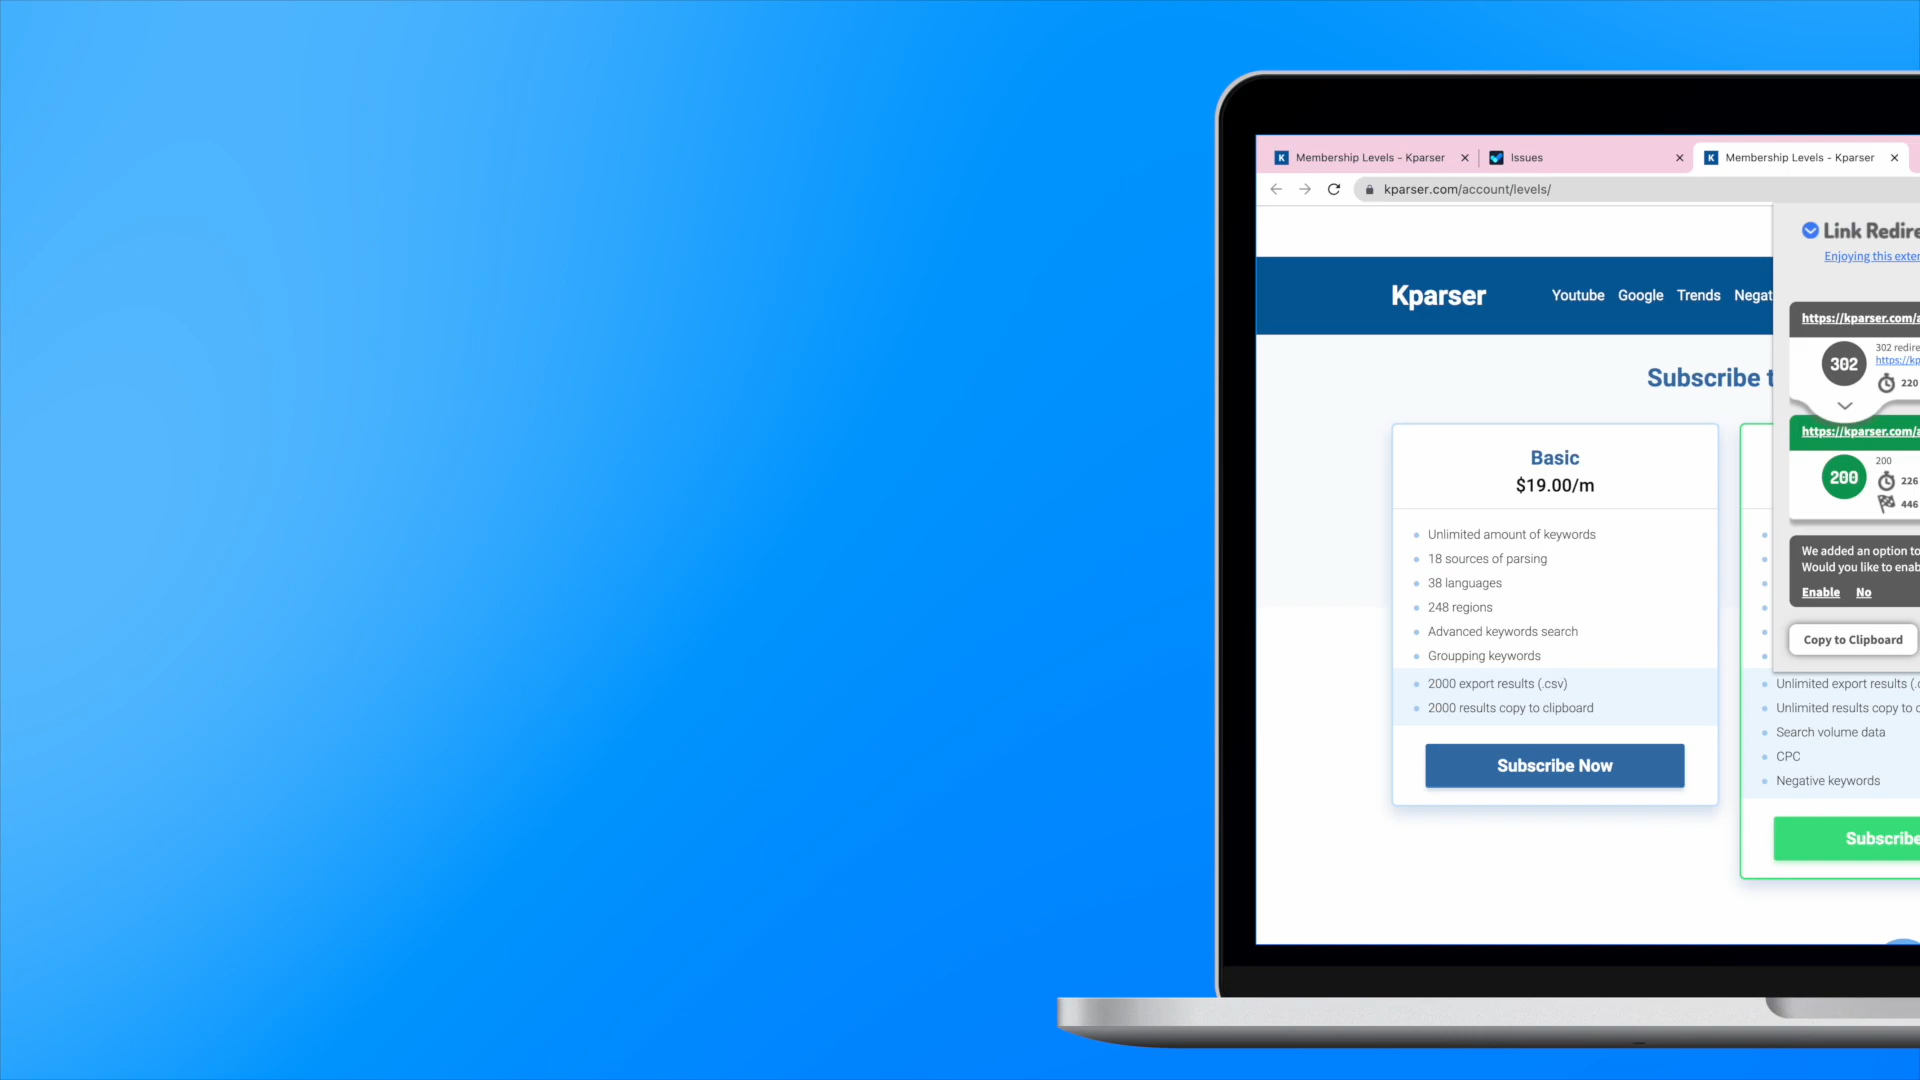 Membership Levels - Kparser
Issues
Membership Levels - Kparser
kparser.com/account/levels/
Link
Enjoying this
Kparser
Youtube Google Trends
https://kparser.com/
302
302
220
Subscribe
https://kparser.com/
200
200
226
446
Basic
$19.00/m
Unlimited amount of keywords
18 sources of parsing
38 languages
248 regions
Advanced keywords search
Groupping keywords
2000 export results (.csv)
2000 results copy to clipboard
Subscribe Now
We added an option to
Would you like to
Enable No
Copy to Clipboard
Unlimited export results
Unlimited results copy to
Search volume data
CPC
Negative keywords
Subscribe